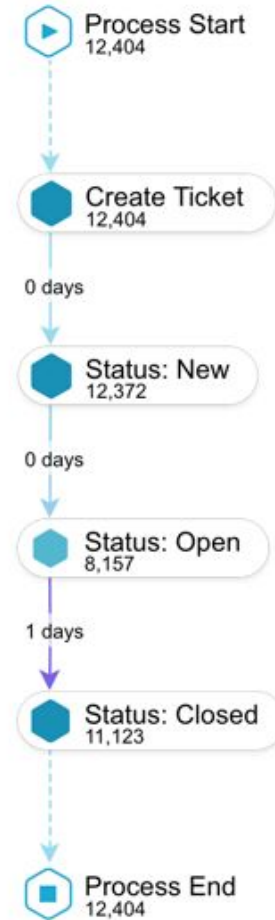 Process Start
12,404
Create Ticket
12,404
0 days
Status: New
12,372
0 days
Status: Open
8,157
1 days
Status: Closed
11,123
Process End
12,404